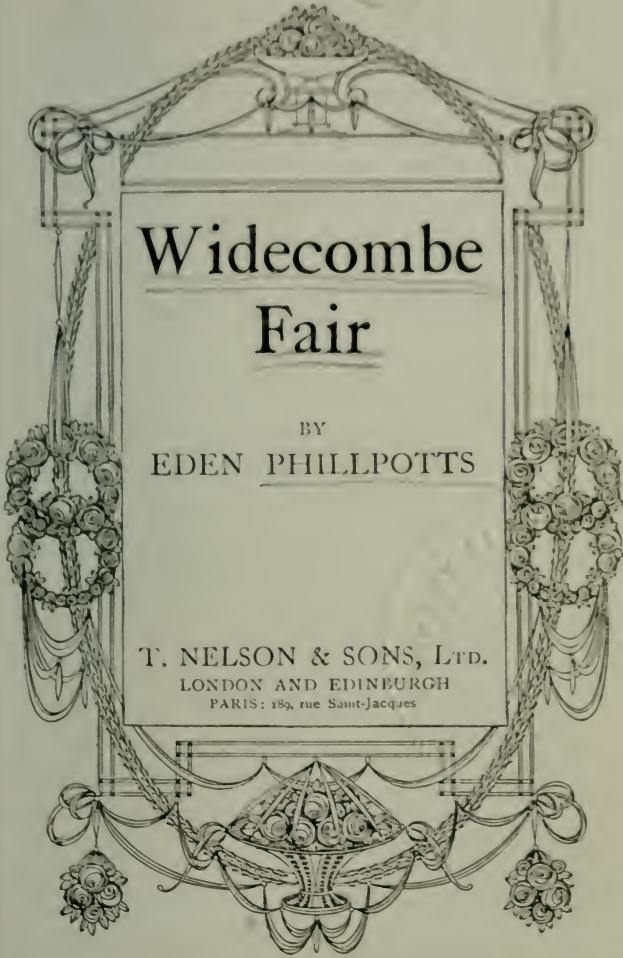 Widecombe
Fair
BY
EDEN PHILLPOTTS
T. NELSON & SONS, LTD.
LONDON AND EDINBURGH
PARIS: 189, rue Saint-Jacques